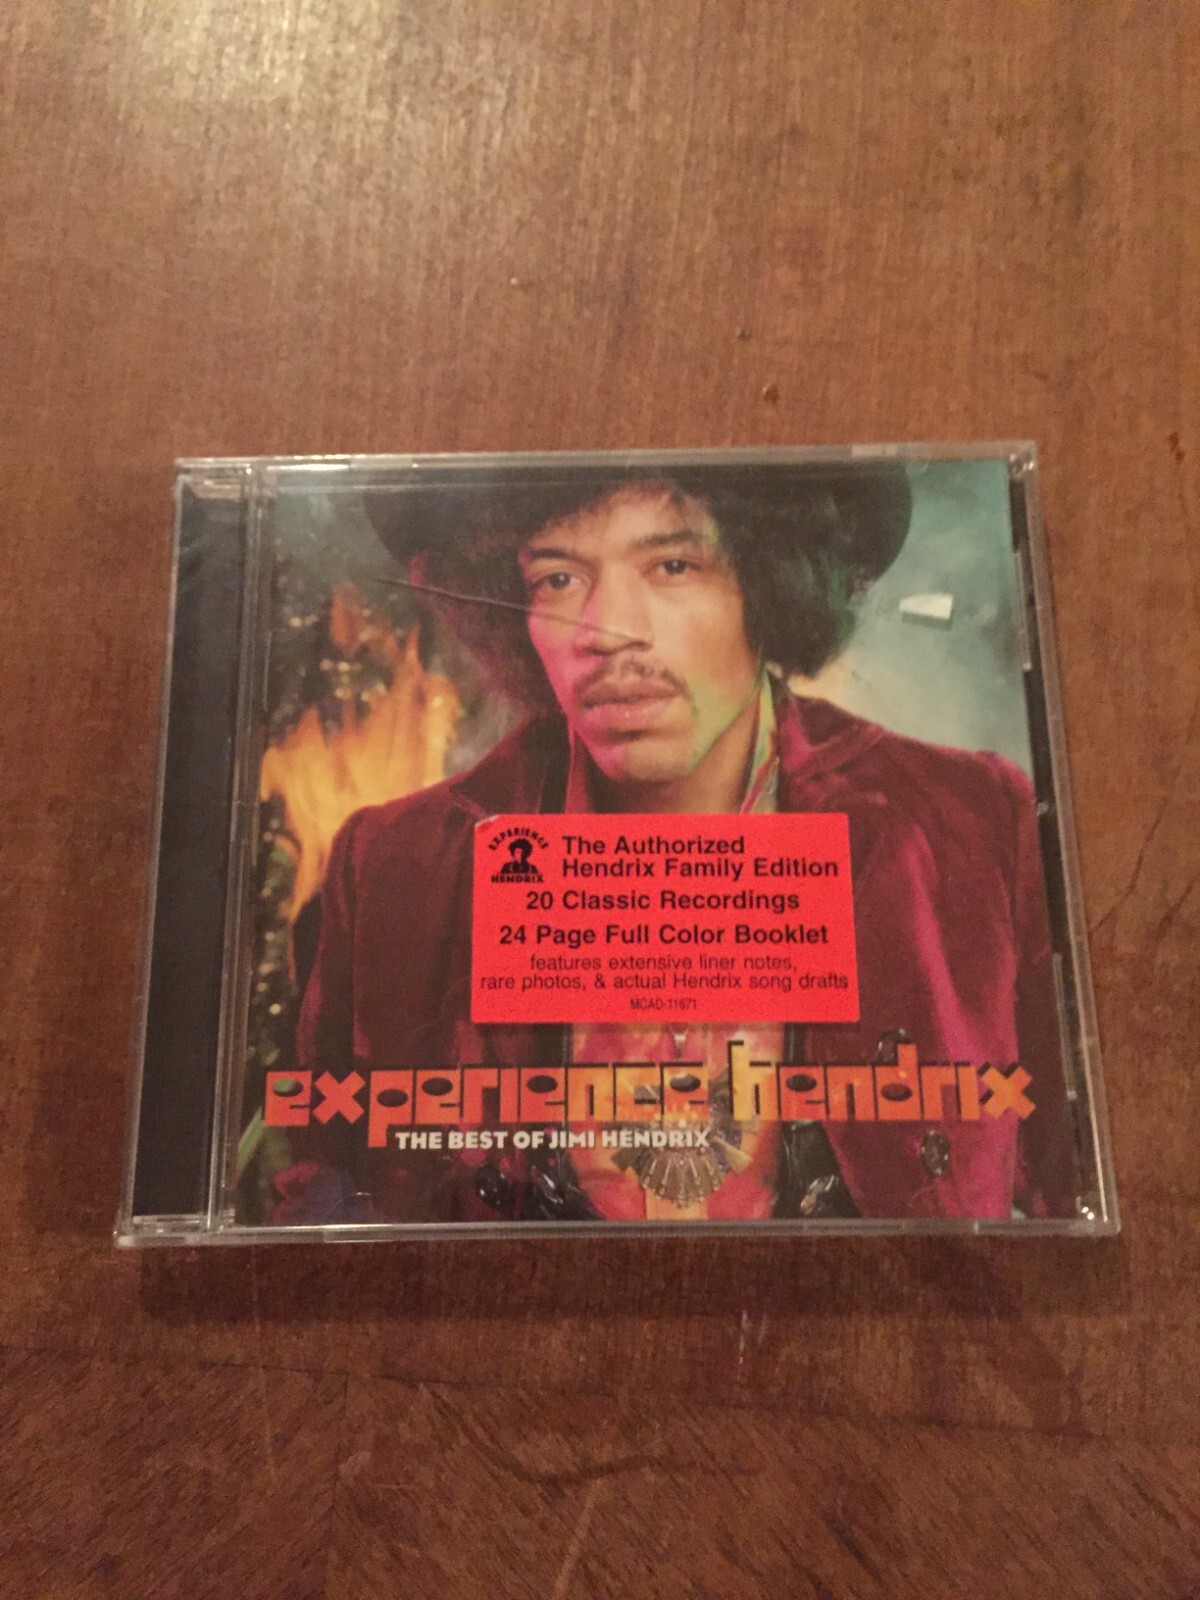 EXPERIENCE
HENDRIX
The Authorized
Hendrix Family Edition
20 Classic Recordings
24 Page Full Color Booklet
features extensive liner notes,
rare photos, & actual Hendrix song drafts
MCAD-11671
experience hendrix
THE BEST OF JIMI HENDRIX